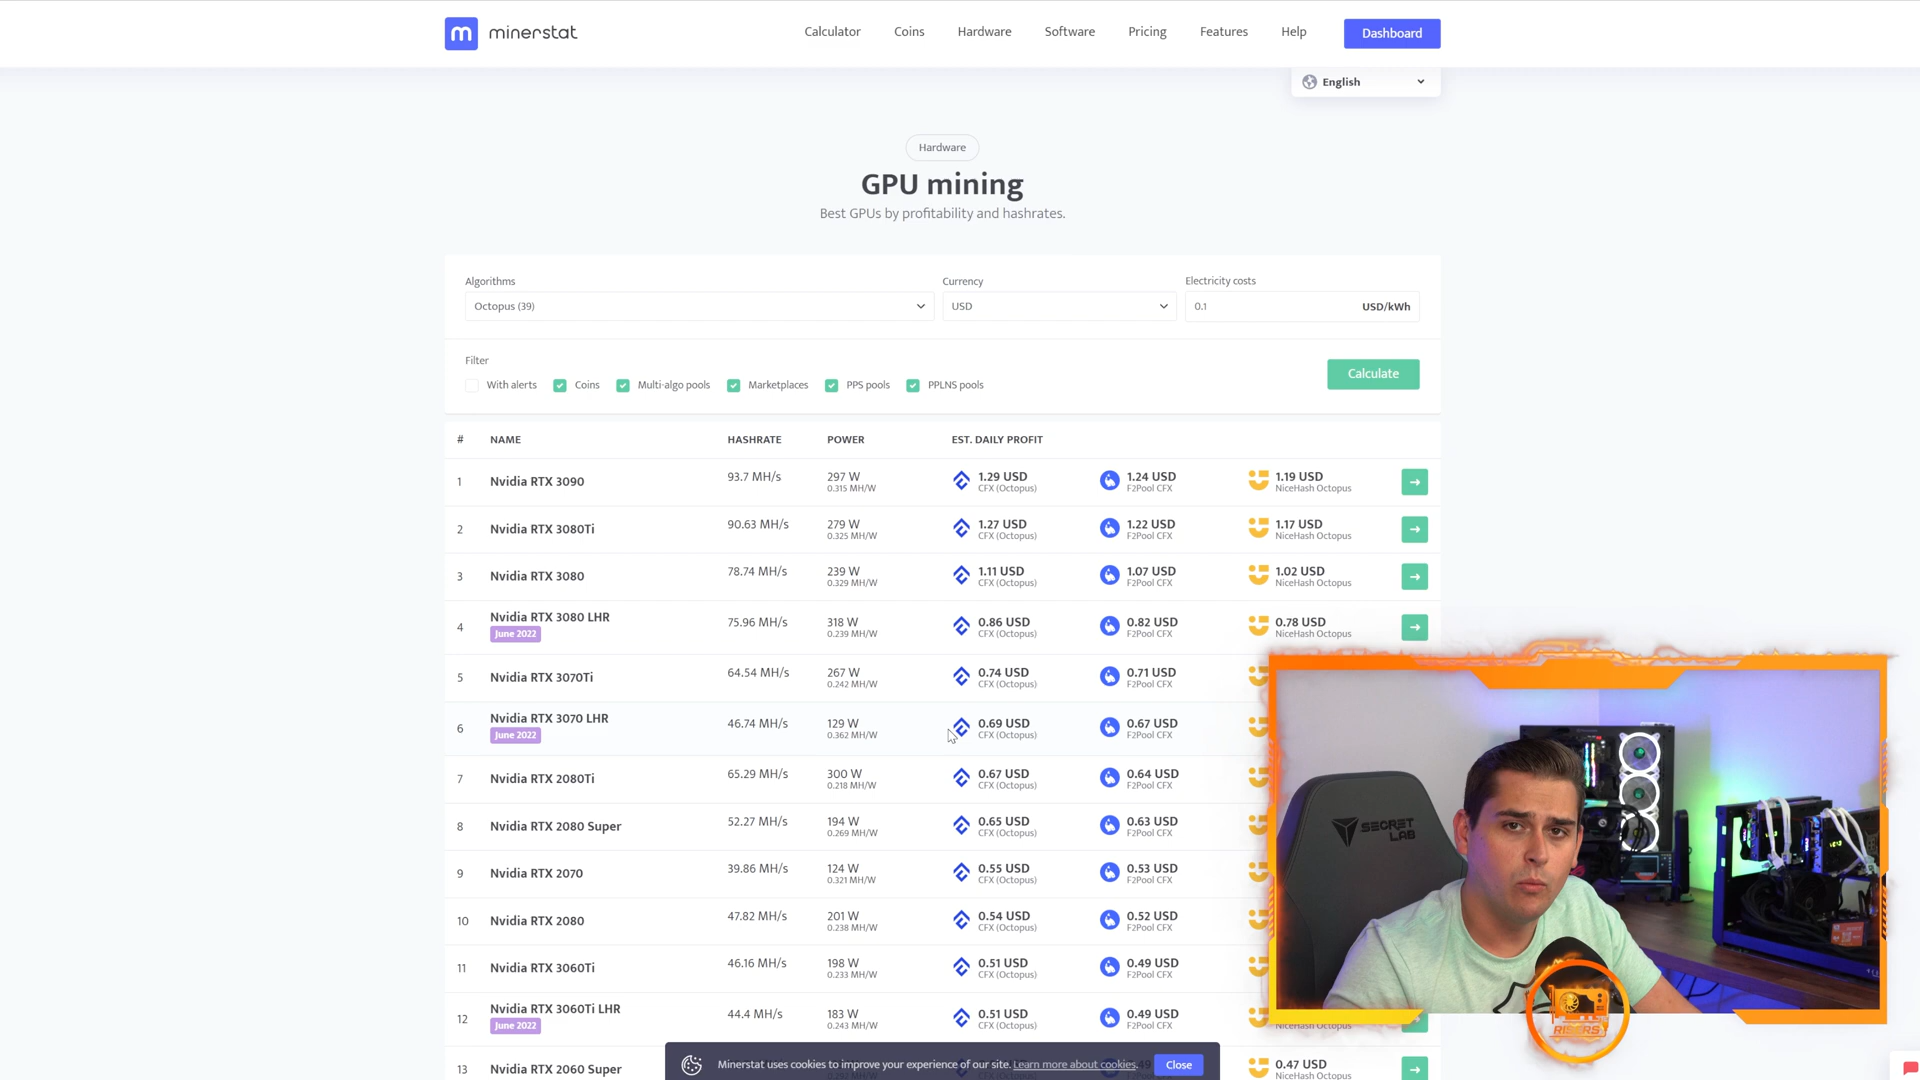 minerstat
Calculator Coins Hardware Software Pricing Features Help Dashboard
English
Hardware
GPU mining
Best GPUs by profitability and hashrates.
Algorithms Currency Electricity costs
Octopus (39) USD 0.1 USD/kWh
Filter
With alerts Coins Multi-algo pools Marketplaces PPS pools PPLNS pools
Calculate
# NAME HASHRATE POWER EST. DAILY PROFIT
1 Nvidia RTX 3090 93.7 MH/s 297 W 1.29 USD 1.24 USD 1.19 USD
0.315 MH/W CFX (Octopus) F2Pool CFX NiceHash Octopus
2 Nvidia RTX 3080Ti 90.63 MH/s 279 W 1.27 USD 1.22 USD 1.17 USD
0.325 MH/W CFX (Octopus) F2Pool CFX NiceHash Octopus
3 Nvidia RTX 3080 78.74 MH/s 239 W 1.11 USD 1.07 USD 1.02 USD
0.329 MH/W CFX (Octopus) F2Pool CFX NiceHash Octopus
4 Nvidia RTX 3080 LHR 75.96 MH/s 318 W 0.86 USD 0.82 USD 0.78 USD
June 2022 0.239 MH/W CFX (Octopus) F2Pool CFX NiceHash Octopus
5 Nvidia RTX 3070Ti 64.54 MH/s 267 W 0.74 USD 0.71 USD
0.242 MH/W CFX (Octopus) F2Pool CFX
6 Nvidia RTX 3070 LHR 46.74 MH/s 129 W 0.69 USD 0.67 USD
June 2022 0.362 MH/W CFX (Octopus) F2Pool CFX
7 Nvidia RTX 2080Ti 65.29 MH/s 300 W 0.67 USD 0.64 USD
0.218 MH/W CFX (Octopus) F2Pool CFX
8 Nvidia RTX 2080 Super 52.27 MH/s 194 W 0.65 USD 0.63 USD
0.269 MH/W CFX (Octopus) F2Pool CFX
9 Nvidia RTX 2070 39.86 MH/s 124 W 0.55 USD 0.53 USD
0.321 MH/W CFX (Octopus) F2Pool CFX
10 Nvidia RTX 2080 47.82 MH/s 201 W 0.54 USD 0.52 USD
0.238 MH/W CFX (Octopus) F2Pool CFX
11 Nvidia RTX 3060Ti 46.16 MH/s 198 W 0.51 USD 0.49 USD
0.233 MH/W CFX (Octopus) F2Pool CFX
12 Nvidia RTX 3060Ti LHR 44.4 MH/s 183 W 0.51 USD 0.49 USD
June 2022 0.243 MH/W CFX (Octopus) F2Pool CFX NiceHash Octopus
13 Nvidia RTX 2060 Super 0.47 USD
Minerstat uses cookies to improve your experience of our site. Learn more about cookies. Close
SECRET
LAB
RISERS